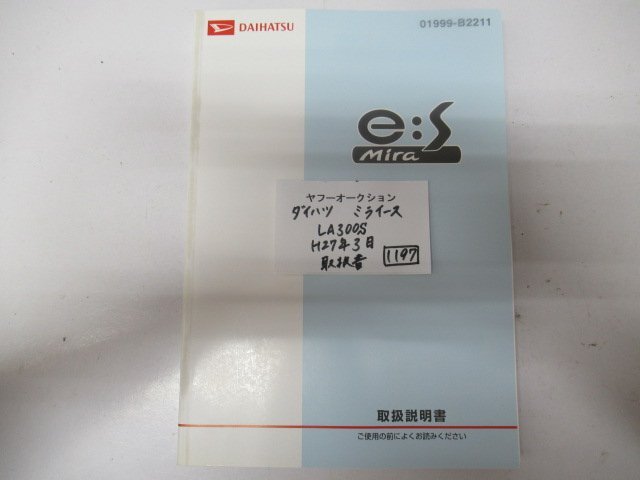 DAIHATSU
01999-B2211
e:S
Mira
ヤフーオークション
ダイハツ ミライース
LA300S
H27年3月
取扱書
1197
取扱説明書
ご使用の前によくお読みください